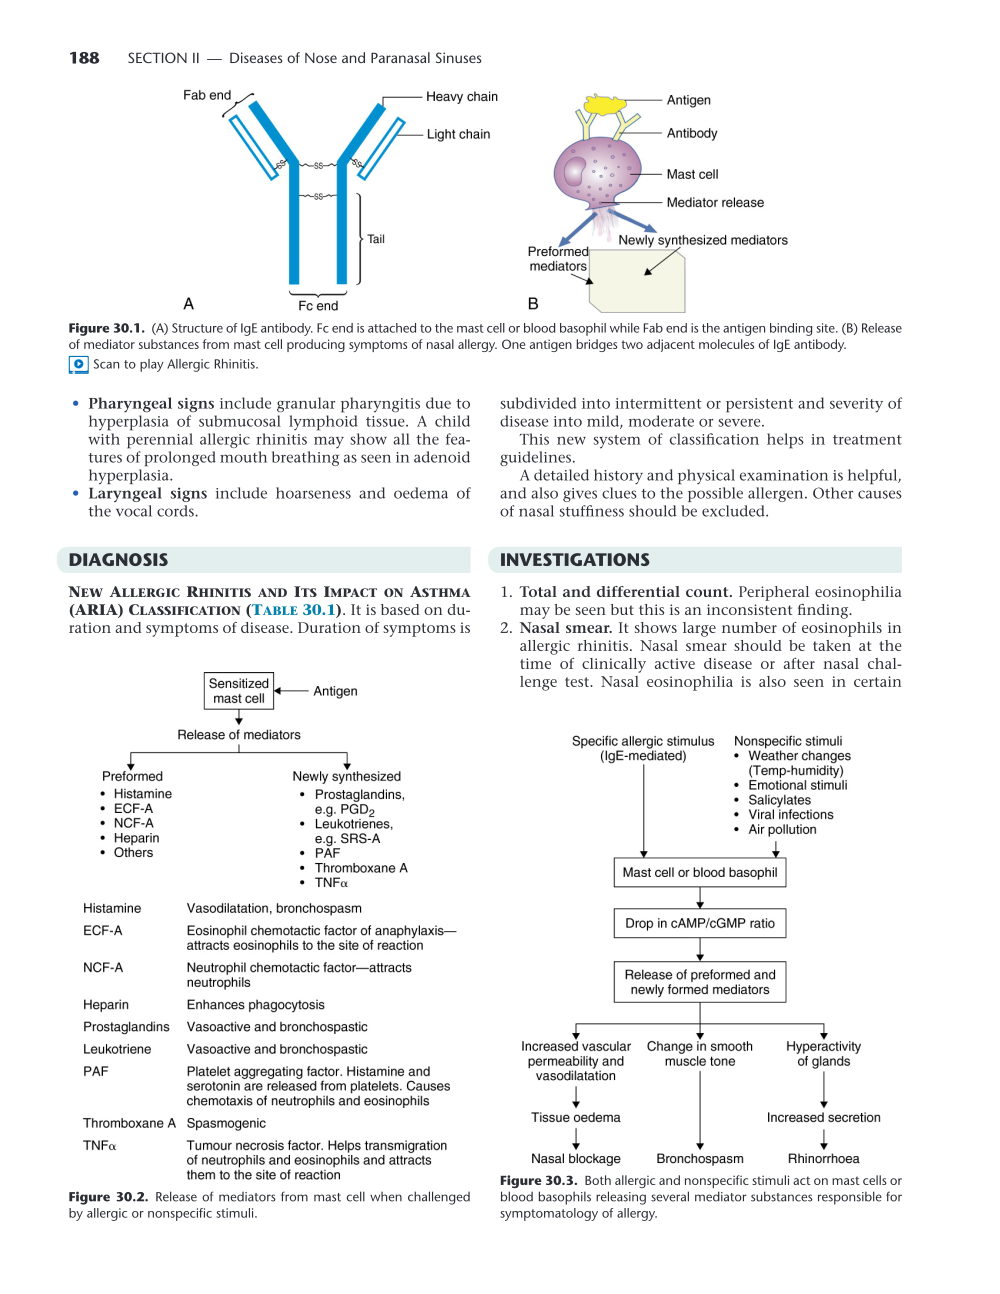 188 SECTION II — Diseases of Nose and Paranasal Sinuses
Fab end
Heavy chain
Light chain
SS
SS
SS
SS
Tail
A
Fc end
Antigen
Antibody
Mast cell
Mediator release
Newly synthesized mediators
Preformed
mediators
B
Figure 30.1. (A) Structure of IgE antibody. Fc end is attached to the mast cell or blood basophil while Fab end is the antigen binding site. (B) Release
of mediator substances from mast cell producing symptoms of nasal allergy. One antigen bridges two adjacent molecules of IgE antibody.
Scan to play Allergic Rhinitis.
• Pharyngeal signs include granular pharyngitis due to
hyperplasia of submucosal lymphoid tissue. A child
with perennial allergic rhinitis may show all the fea-
tures of prolonged mouth breathing as seen in adenoid
hyperplasia.
• Laryngeal signs include hoarseness and oedema of
the vocal cords.
DIAGNOSIS
New Allergic Rhinitis and Its Impact on Asthma
(ARIA) Classification (Table 30.1). It is based on du-
ration and symptoms of disease. Duration of symptoms is
subdivided into intermittent or persistent and severity of
disease into mild, moderate or severe.
This new system of classification helps in treatment
guidelines.
A detailed history and physical examination is helpful,
and also gives clues to the possible allergen. Other causes
of nasal stuffiness should be excluded.
INVESTIGATIONS
1. Total and differential count. Peripheral eosinophilia
may be seen but this is an inconsistent finding.
2. Nasal smear. It shows large number of eosinophils in
allergic rhinitis. Nasal smear should be taken at the
time of clinically active disease or after nasal chal-
lenge test. Nasal eosinophilia is also seen in certain
Sensitized
mast cell
Antigen
Release of mediators
Preformed
• Histamine
• ECF-A
• NCF-A
• Heparin
• Others
Newly synthesized
• Prostaglandins,
e.g. PGD2
• Leukotrienes,
e.g. SRS-A
• PAF
• Thromboxane A
• TNFα
Histamine Vasodilatation, bronchospasm
ECF-A Eosinophil chemotactic factor of anaphylaxis—
attracts eosinophils to the site of reaction
NCF-A Neutrophil chemotactic factor—attracts
neutrophils
Heparin Enhances phagocytosis
Prostaglandins Vasoactive and bronchospastic
Leukotriene Vasoactive and bronchospastic
PAF Platelet aggregating factor. Histamine and
serotonin are released from platelets. Causes
chemotaxis of neutrophils and eosinophils
Thromboxane A Spasmogenic
TNFα Tumour necrosis factor. Helps transmigration
of neutrophils and eosinophils and attracts
them to the site of reaction
Figure 30.2. Release of mediators from mast cell when challenged
by allergic or nonspecific stimuli.
Specific allergic stimulus
(IgE-mediated)
Nonspecific stimuli
• Weather changes
(Temp-humidity)
• Emotional stimuli
• Salicylates
• Viral infections
• Air pollution
Mast cell or blood basophil
Drop in cAMP/cGMP ratio
Release of preformed and
newly formed mediators
Increased vascular
permeability and
vasodilatation
Change in smooth
muscle tone
Hyperactivity
of glands
Tissue oedema
Increased secretion
Nasal blockage
Bronchospasm
Rhinorrhoea
Figure 30.3. Both allergic and nonspecific stimuli act on mast cells or
blood basophils releasing several mediator substances responsible for
symptomatology of allergy.